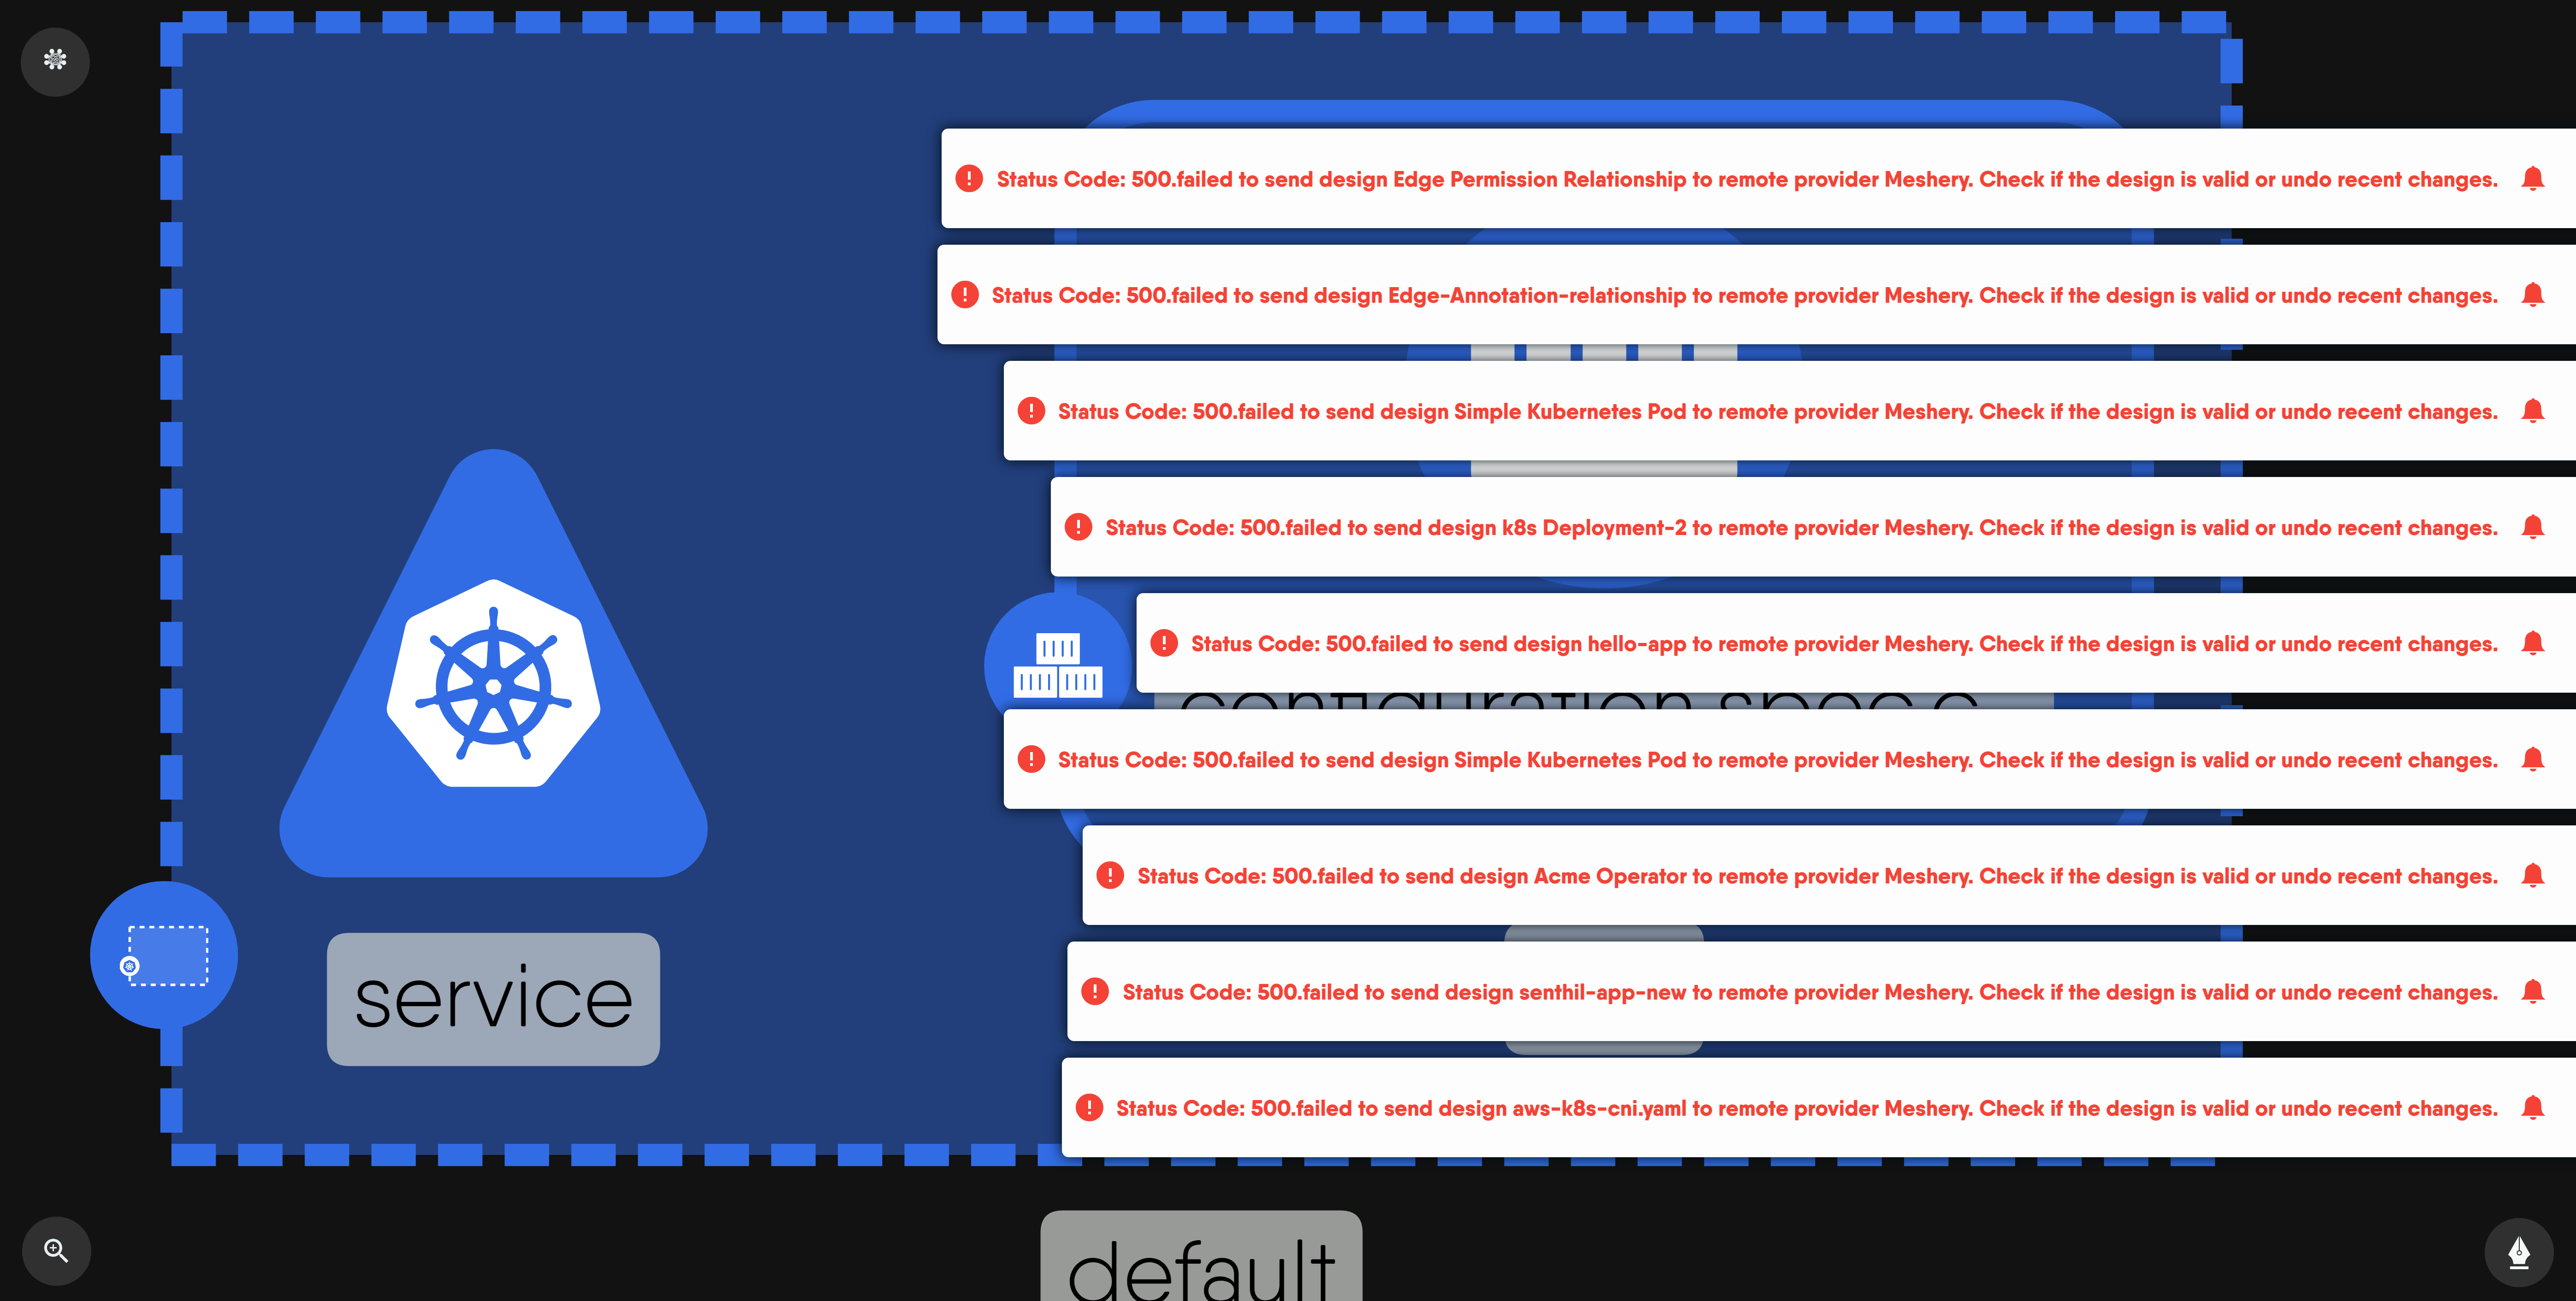 Status Code: 500.failed to send design Edge Permission Relationship to remote provider Meshery. Check if the design is valid or undo recent changes.
Status Code: 500.failed to send design Edge-Annotation-relationship to remote provider Meshery. Check if the design is valid or undo recent changes.
Status Code: 500.failed to send design Simple Kubernetes Pod to remote provider Meshery. Check if the design is valid or undo recent changes.
Status Code: 500.failed to send design k8s Deployment-2 to remote provider Meshery. Check if the design is valid or undo recent changes.
Status Code: 500.failed to send design hello-app to remote provider Meshery. Check if the design is valid or undo recent changes.
Status Code: 500.failed to send design Simple Kubernetes Pod to remote provider Meshery. Check if the design is valid or undo recent changes.
Status Code: 500.failed to send design Acme Operator to remote provider Meshery. Check if the design is valid or undo recent changes.
Status Code: 500.failed to send design senthil-app-new to remote provider Meshery. Check if the design is valid or undo recent changes.
Status Code: 500.failed to send design aws-k8s-cni.yaml to remote provider Meshery. Check if the design is valid or undo recent changes.
service
default